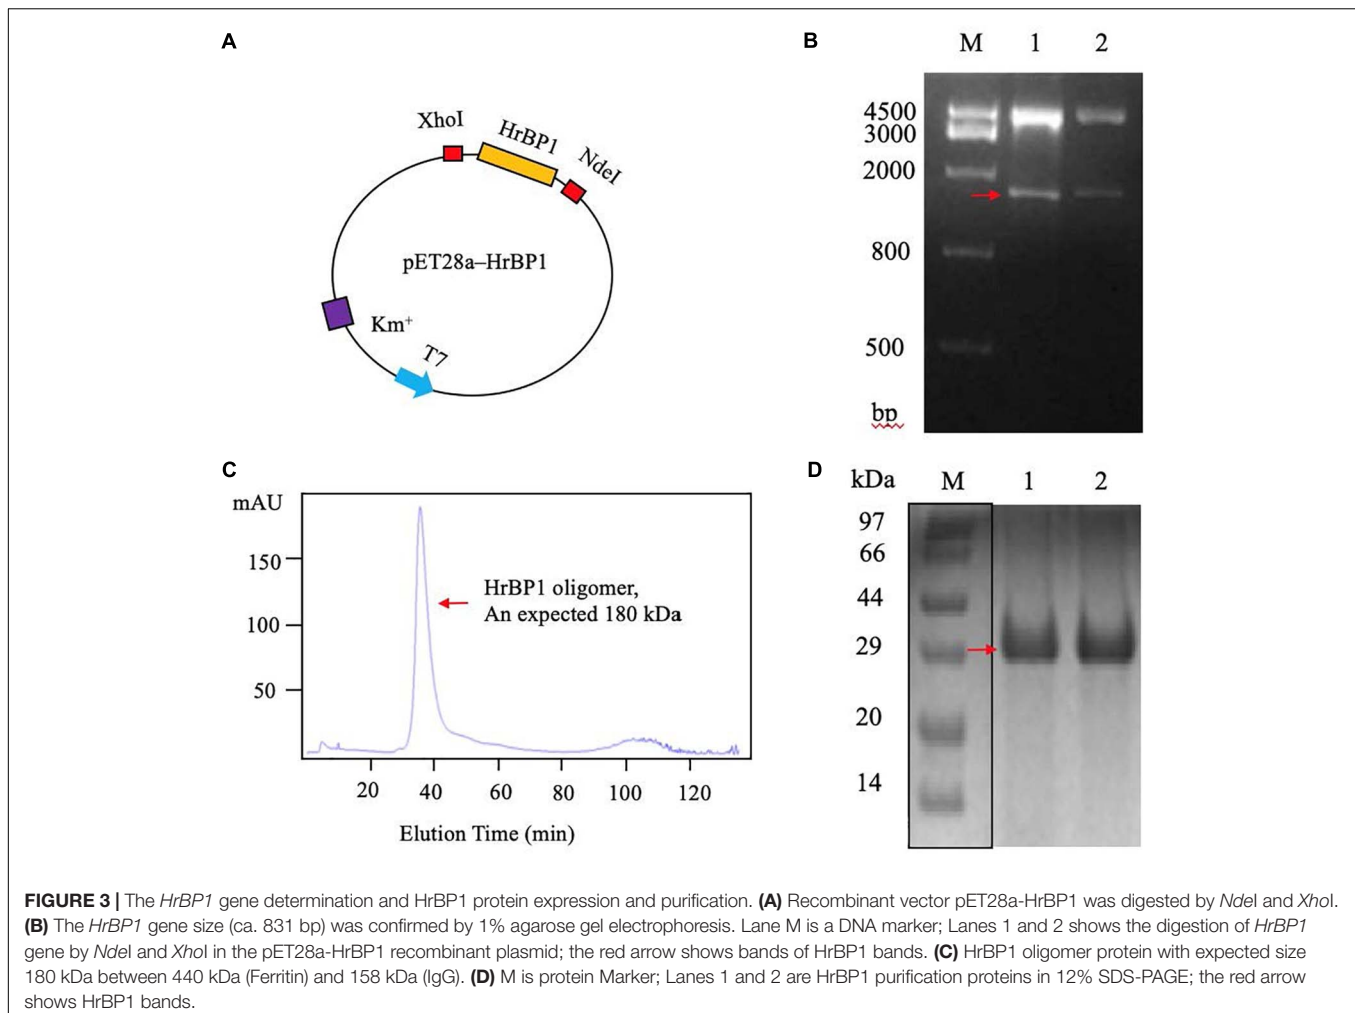 A
XhoI
HrBP1
NdeI
pET28a–HrBP1
Km+
T7
B
M 1 2
4500
3000
2000
800
500
bp
C
mAU
150
100
50
HrBP1 oligomer,
An expected 180 kDa
20 40 60 80 100 120
Elution Time (min)
D
kDa M 1 2
97
66
44
29
20
14
FIGURE 3 | The HrBP1 gene determination and HrBP1 protein expression and purification. (A) Recombinant vector pET28a-HrBP1 was digested by NdeI and XhoI.
(B) The HrBP1 gene size (ca. 831 bp) was confirmed by 1% agarose gel electrophoresis. Lane M is a DNA marker; Lanes 1 and 2 shows the digestion of HrBP1
gene by NdeI and XhoI in the pET28a-HrBP1 recombinant plasmid; the red arrow shows bands of HrBP1 bands. (C) HrBP1 oligomer protein with expected size
180 kDa between 440 kDa (Ferritin) and 158 kDa (IgG). (D) M is protein Marker; Lanes 1 and 2 are HrBP1 purification proteins in 12% SDS-PAGE; the red arrow
shows HrBP1 bands.